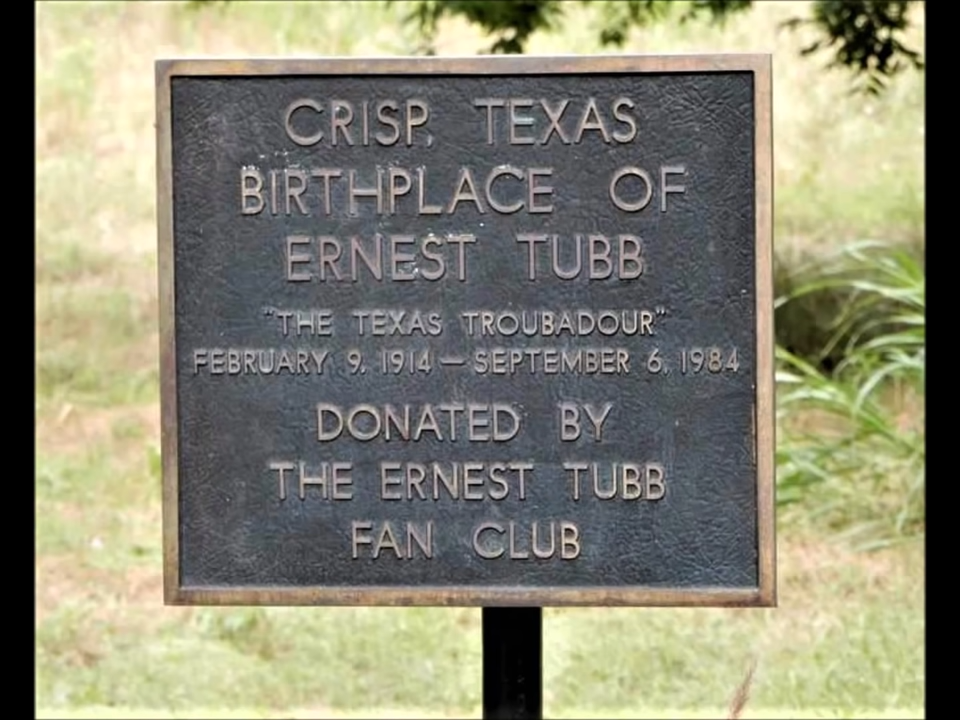 CRISP, TEXAS
BIRTHPLACE OF
ERNEST TUBB
"THE TEXAS TROUBADOUR"
FEBRUARY 9, 1914 — SEPTEMBER 6, 1984
DONATED BY
THE ERNEST TUBB
FAN CLUB